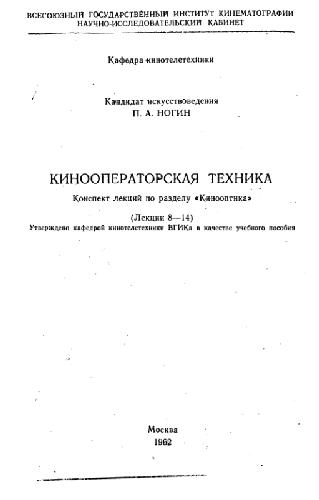 ВСЕСОЮЗНЫЙ ГОСУДАРСТВЕННЫЙ ИНСТИТУТ КИНЕМАТОГРАФИИ
НАУЧНО-ИССЛЕДОВАТЕЛЬСКИЙ КАБИНЕТ
Кафедра кинотелетехники
Кандидат искусствоведения
П. А. НОГИН
КИНООПЕРАТОРСКАЯ ТЕХНИКА
Конспект лекций по разделу «Кинооптика»
(Лекции 8—14)
Утверждено кафедрой кинотелетехники ВГИКа в качестве учебного пособия
Москва
1962